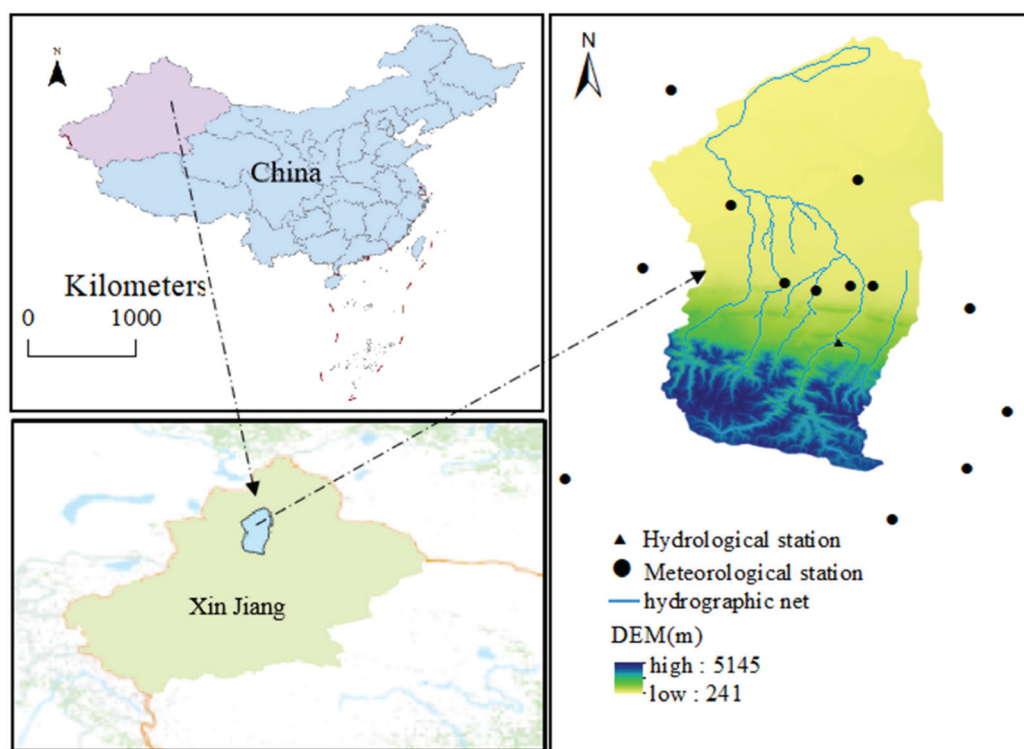 N
China
Kilometers
0 1000
Xin Jiang
N
Hydrological station
Meteorological station
hydrographic net
DEM(m)
high : 5145
low : 241